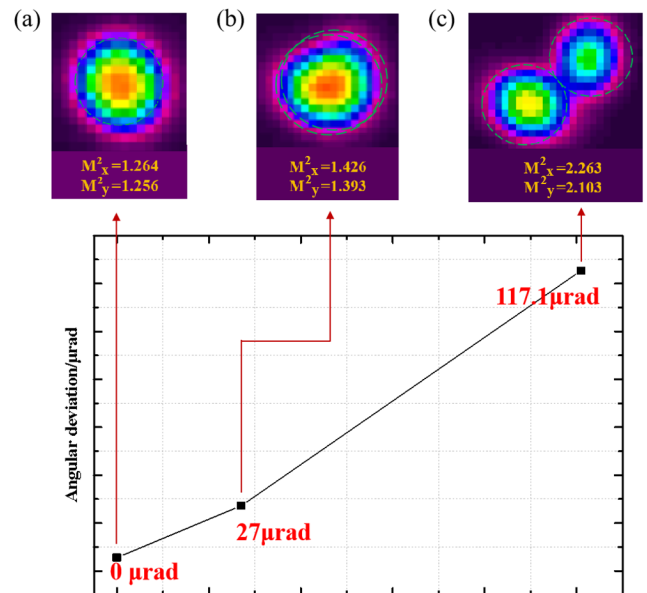 (a)
(b)
(c)
M²x=1.264
M²y=1.256
M²x=1.426
M²y=1.393
M²x=2.263
M²y=2.103
117.1μrad
Angular deviation/μrad
27μrad
0 μrad